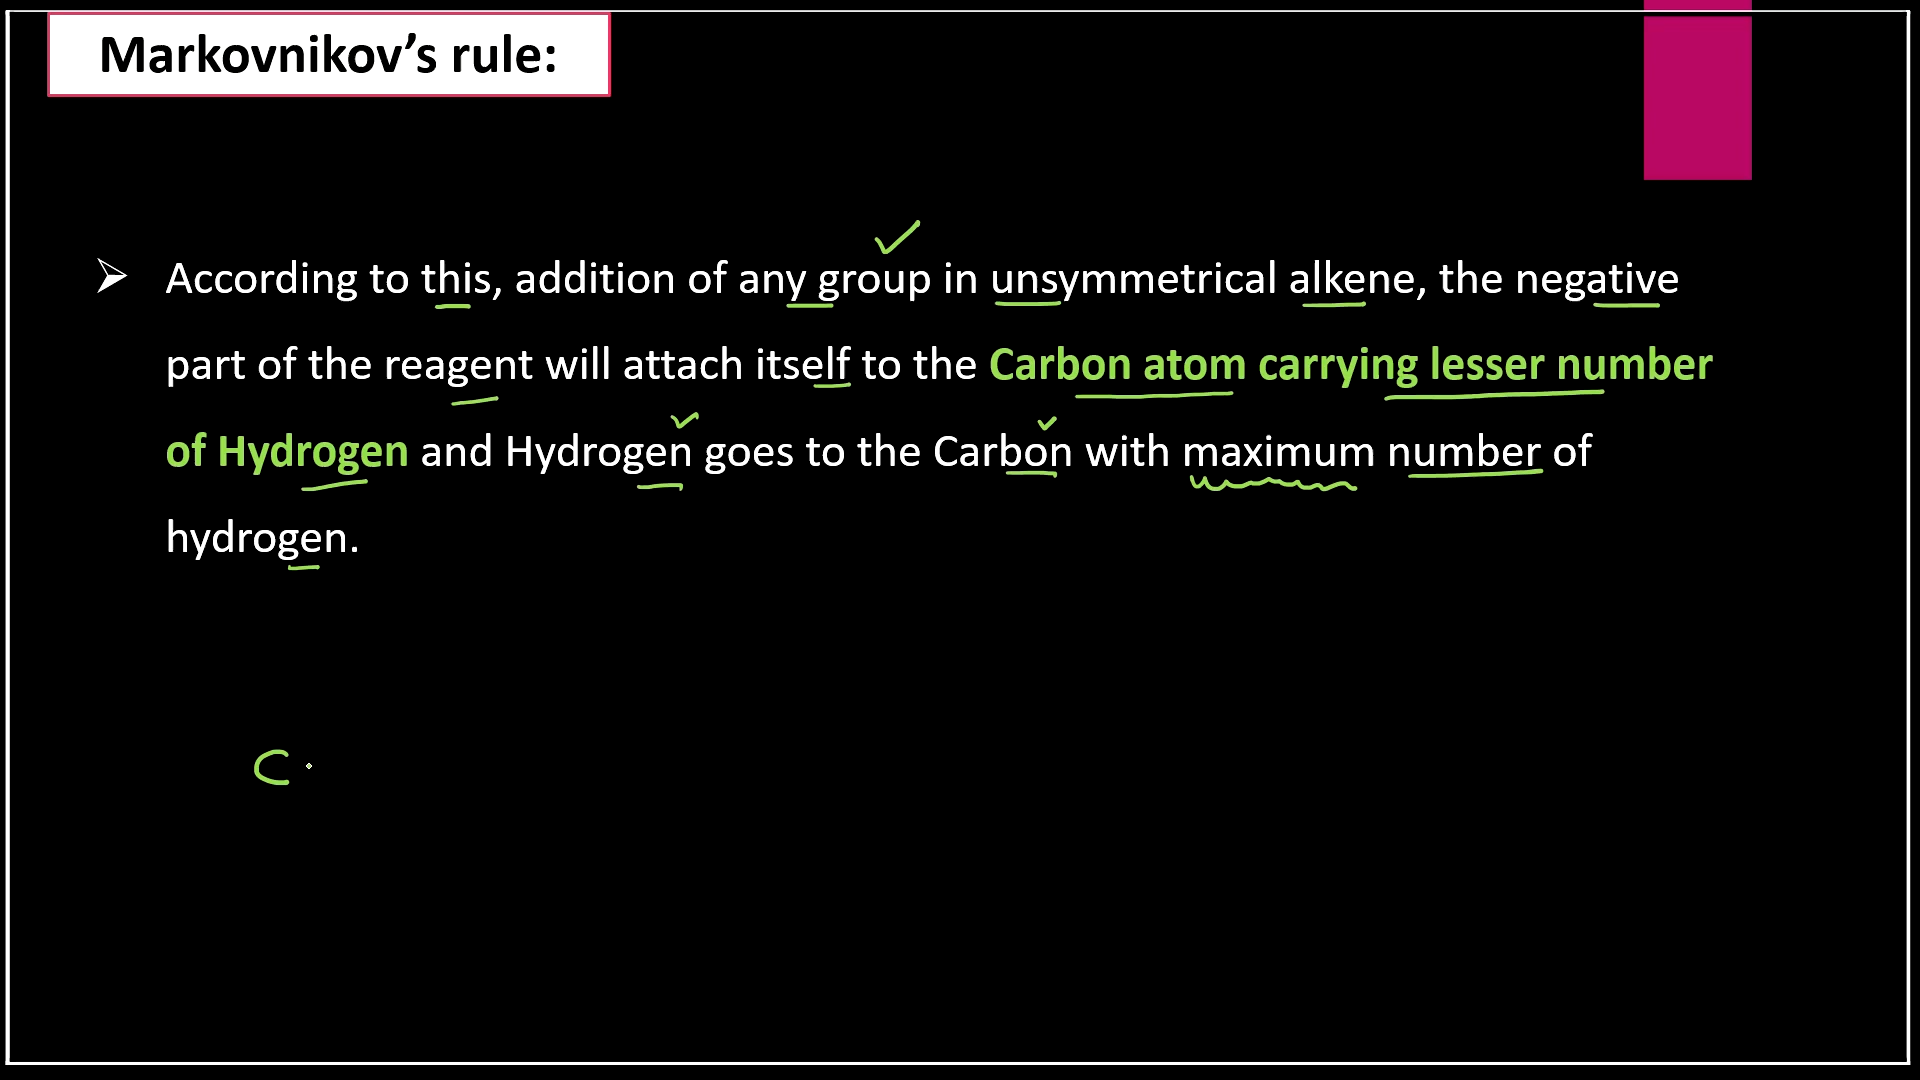 Markovnikov’s rule:
➢ According to this, addition of any group in unsymmetrical alkene, the negative
part of the reagent will attach itself to the Carbon atom carrying lesser number
of Hydrogen and Hydrogen goes to the Carbon with maximum number of
hydrogen.
C